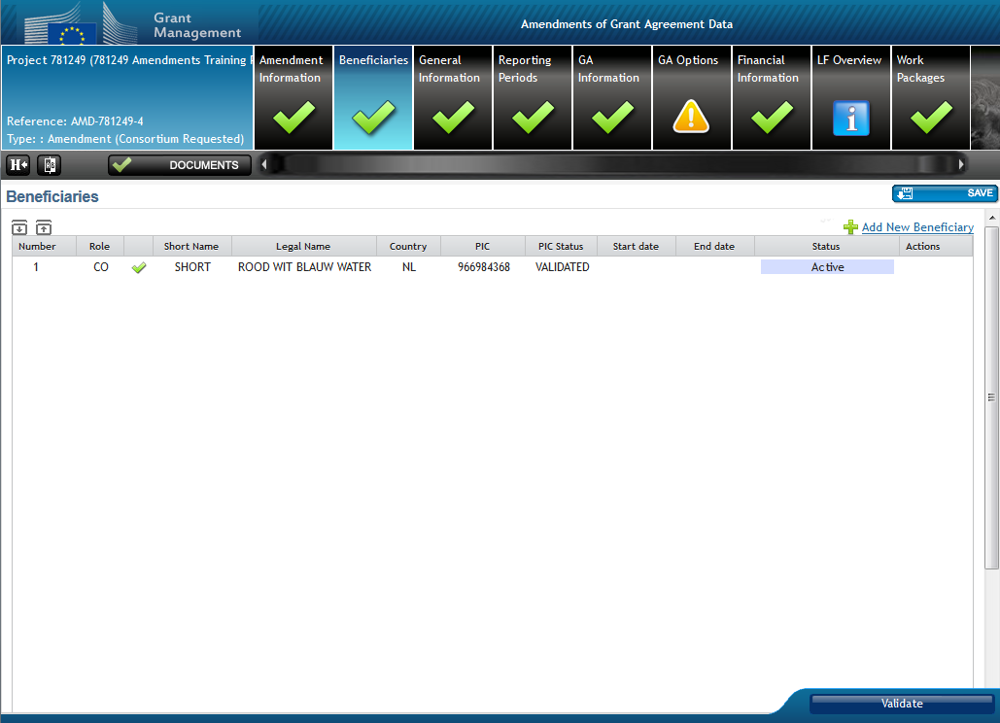 Grant
Management
Amendments of Grant Agreement Data
Project 781249 (781249 Amendments Training
Reference: AMD-781249-4
Type: : Amendment (Consortium Requested)
Amendment
Information
Beneficiaries
General
Information
Reporting
Periods
GA
Information
GA Options
Financial
Information
LF Overview
Work
Packages
DOCUMENTS
Beneficiaries
SAVE
Add New Beneficiary
Number Role Short Name Legal Name Country PIC PIC Status Start date End date Status Actions
1 CO SHORT ROOD WIT BLAUW WATER NL 966984368 VALIDATED Active
Validate